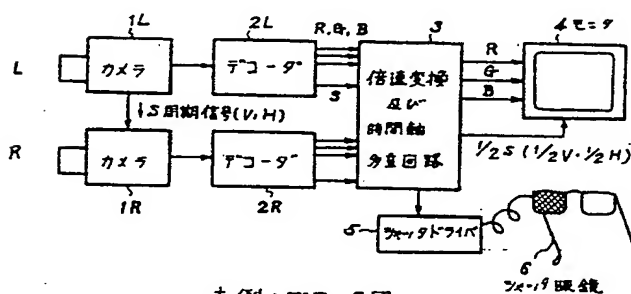 1L
2L
R, G, B
3
4 モニタ
L
カメラ
デコーダ
S
倍速変換
及び
時間軸
多重回路
R
G
B
↓S 周期信号(V, H)
R
カメラ
デコーダ
1/2 S (1/2 V・1/2 H)
1R
2R
5
シャッタドライバ
6
シャッタ眼鏡